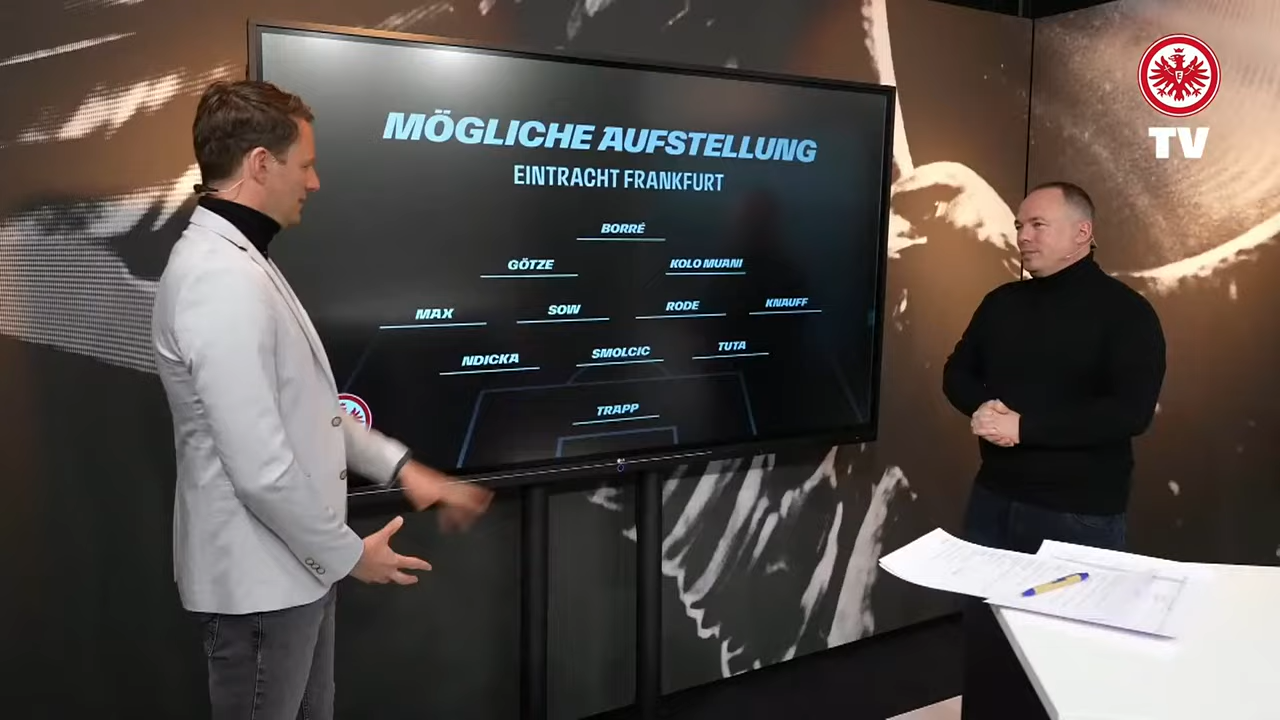 TV
MÖGLICHE AUFSTELLUNG
EINTRACHT FRANKFURT
BORRÉ
GÖTZE KOLO MUANI
MAX SOW RODE KNAUFF
NDICKA SMOLCIC TUTA
TRAPP